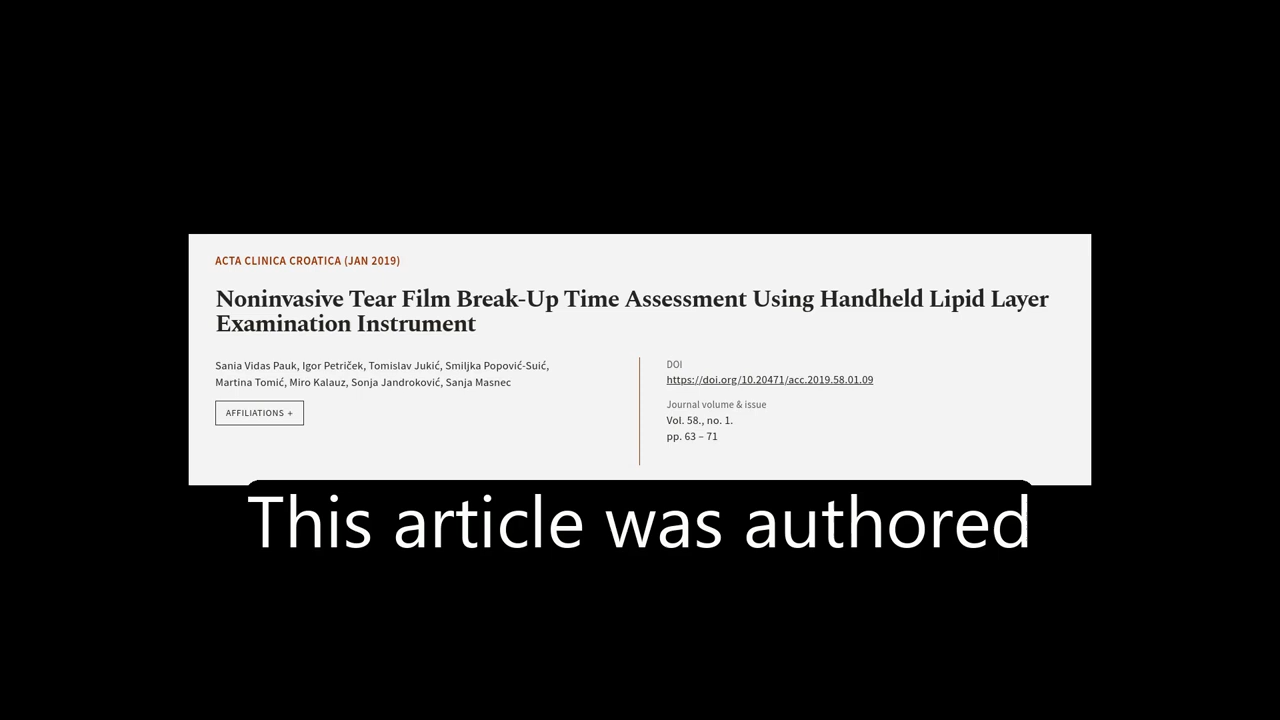 ACTA CLINICA CROATICA (JAN 2019)
Noninvasive Tear Film Break-Up Time Assessment Using Handheld Lipid Layer
Examination Instrument
Sania Vidas Pauk, Igor Petriček, Tomislav Jukić, Smiljka Popović-Suić,
Martina Tomić, Miro Kalauz, Sonja Jandroković, Sanja Masnec
AFFILIATIONS +
DOI
https://doi.org/10.20471/acc.2019.58.01.09
Journal volume & issue
Vol. 58., no. 1.
pp. 63 – 71
This article was authored